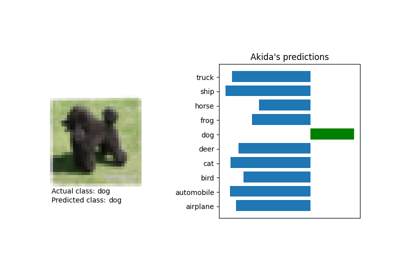 Akida's predictions
truck
ship
horse
frog
dog
deer
cat
bird
automobile
airplane
Actual class: dog
Predicted class: dog